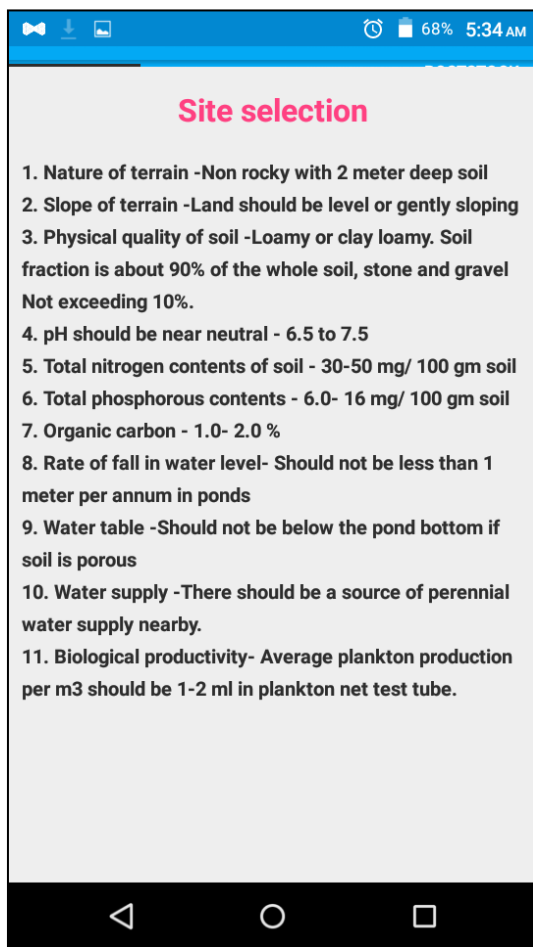 68% 5:34 AM
Site selection
1. Nature of terrain -Non rocky with 2 meter deep soil
2. Slope of terrain -Land should be level or gently sloping
3. Physical quality of soil -Loamy or clay loamy. Soil
fraction is about 90% of the whole soil, stone and gravel
Not exceeding 10%.
4. pH should be near neutral - 6.5 to 7.5
5. Total nitrogen contents of soil - 30-50 mg/ 100 gm soil
6. Total phosphorous contents - 6.0- 16 mg/ 100 gm soil
7. Organic carbon - 1.0- 2.0 %
8. Rate of fall in water level- Should not be less than 1
meter per annum in ponds
9. Water table -Should not be below the pond bottom if
soil is porous
10. Water supply -There should be a source of perennial
water supply nearby.
11. Biological productivity- Average plankton production
per m3 should be 1-2 ml in plankton net test tube.